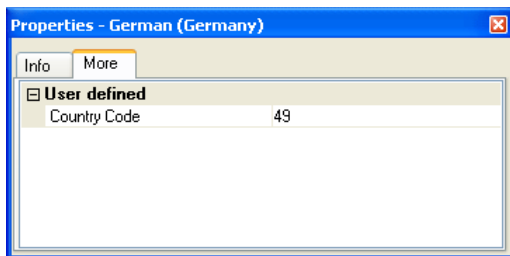 Properties - German (Germany)
Info More
User defined
Country Code 49